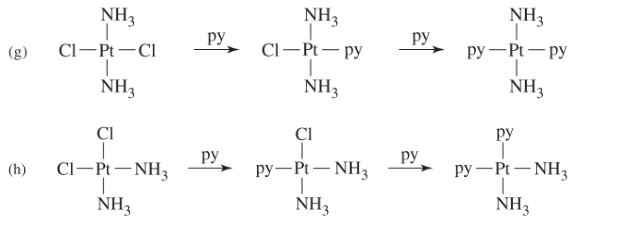 NH3 NH3 NH3
(g) Cl—Pt—Cl py Cl—Pt—py py py—Pt—py
NH3 NH3 NH3
Cl Cl py
(h) Cl—Pt—NH3 py py—Pt—NH3 py py—Pt—NH3
NH3 NH3 NH3